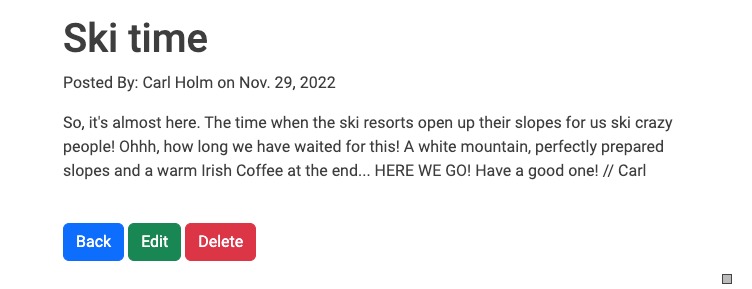 Ski time
Posted By: Carl Holm on Nov. 29, 2022
So, it's almost here. The time when the ski resorts open up their slopes for us ski crazy
people! Ohhh, how long we have waited for this! A white mountain, perfectly prepared
slopes and a warm Irish Coffee at the end... HERE WE GO! Have a good one! // Carl
Back Edit Delete